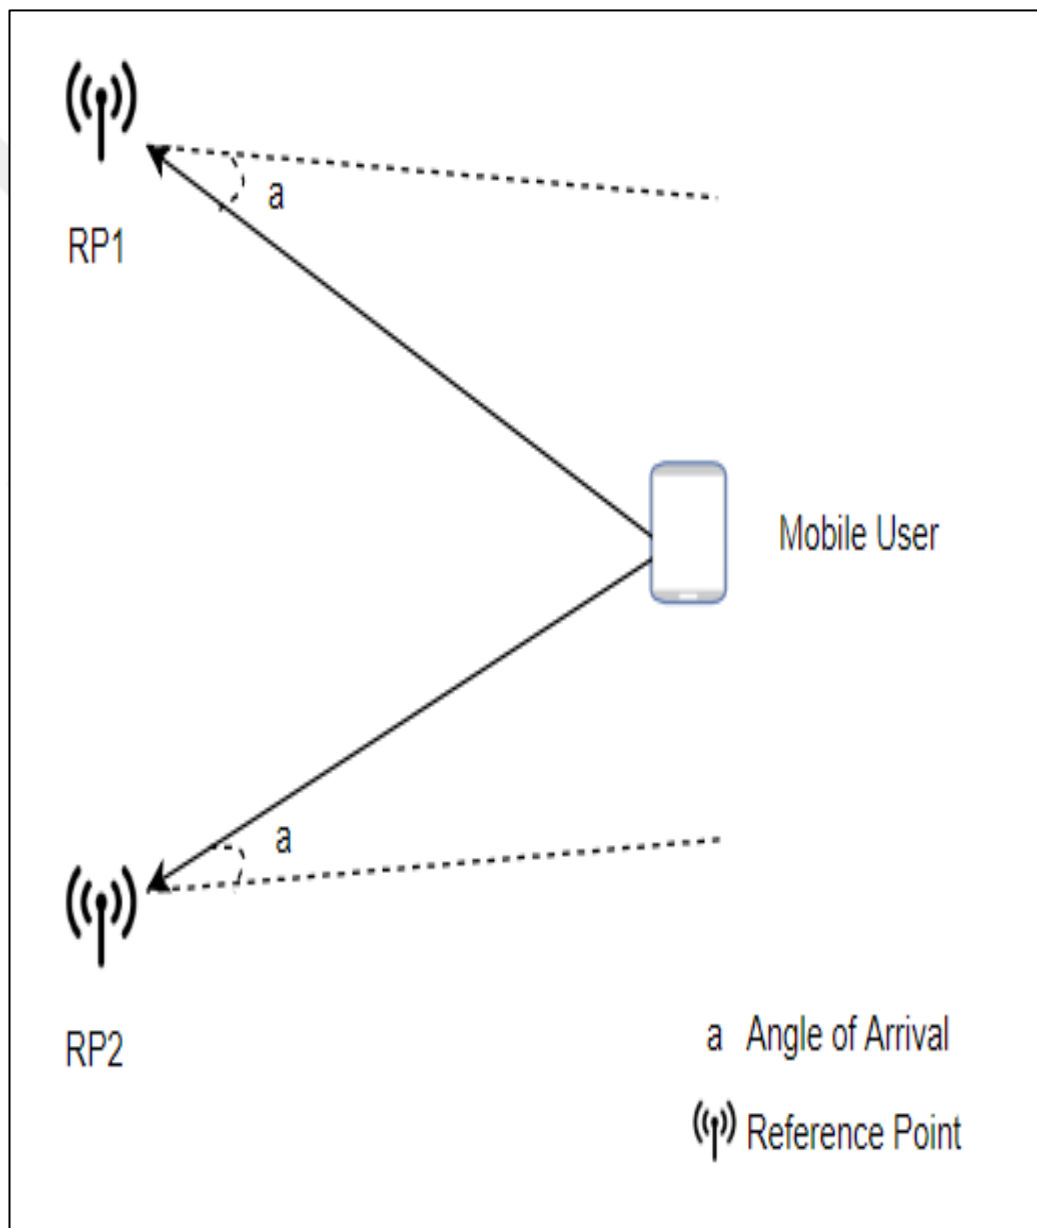 a
RP1
Mobile User
a
RP2
a Angle of Arrival
Reference Point